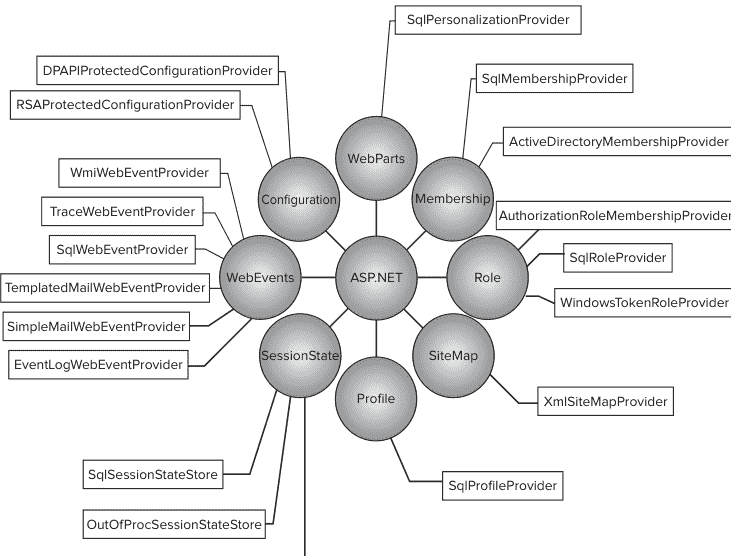 SqlPersonalizationProvider
DPAPIProtectedConfigurationProvider
SqlMembershipProvider
RSAProtectedConfigurationProvider
ActiveDirectoryMembershipProvider
WebParts
WmiWebEventProvider
Configuration
Membership
TraceWebEventProvider
AuthorizationRoleMembershipProvider
SqlWebEventProvider
SqlRoleProvider
WebEvents
ASP.NET
Role
TemplatedMailWebEventProvider
WindowsTokenRoleProvider
SimpleMailWebEventProvider
SessionState
SiteMap
EventLogWebEventProvider
Profile
XmlSiteMapProvider
SqlSessionStateStore
SqlProfileProvider
OutOfProcSessionStateStore